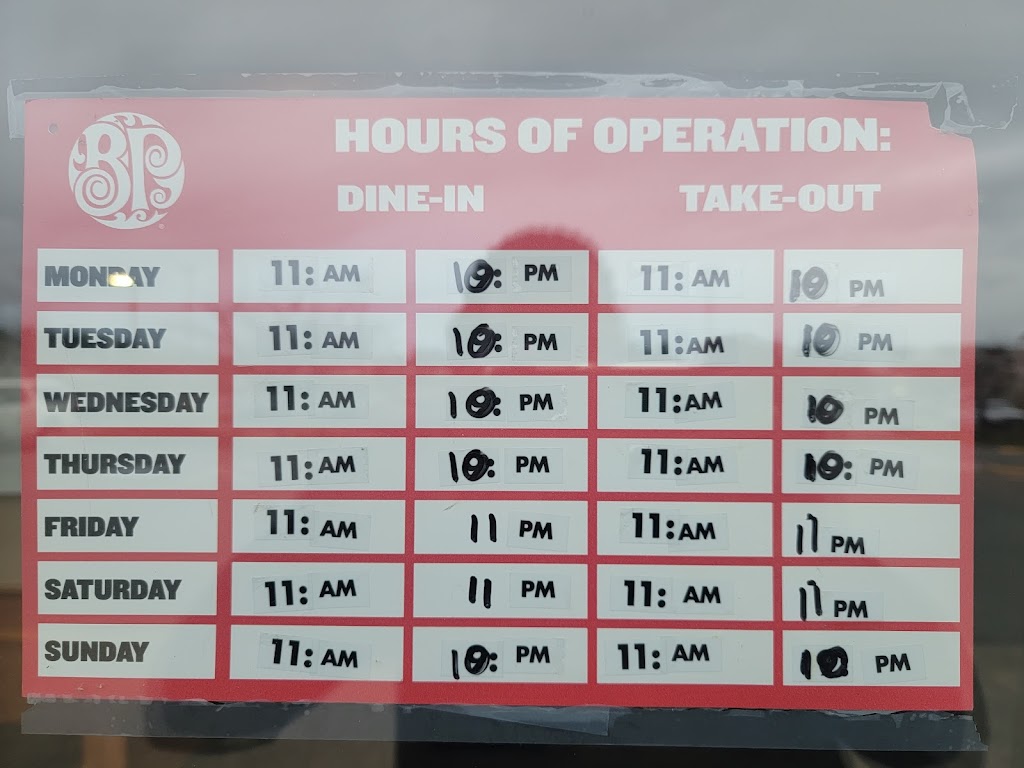 BP
HOURS OF OPERATION:
DINE-IN TAKE-OUT
MONDAY 11: AM 10: PM 11: AM 10 PM
TUESDAY 11: AM 10: PM 11:AM 10 PM
WEDNESDAY 11: AM 10: PM 11:AM 10 PM
THURSDAY 11: AM 10: PM 11:AM 10: PM
FRIDAY 11: AM 11 PM 11:AM 11 PM
SATURDAY 11: AM 11 PM 11: AM 11 PM
SUNDAY 11: AM 10: PM 11: AM 10 PM